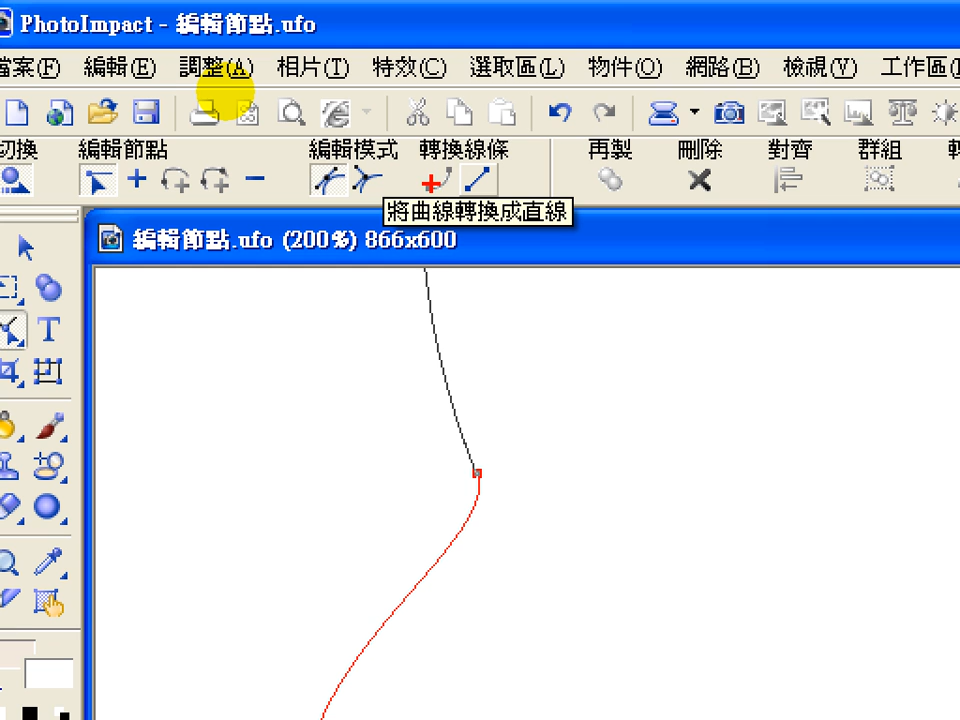 PhotoImpact - 編輯節點.ufo
檔案(F) 編輯(E) 調整(A) 相片(T) 特效(C) 選取區(L) 物件(O) 網路(B) 檢視(V) 工作區(
切換 編輯節點 編輯模式 轉換線條 再製 刪除 對齊 群組
將曲線轉換成直線
編輯節點.ufo (200%) 866x600
T